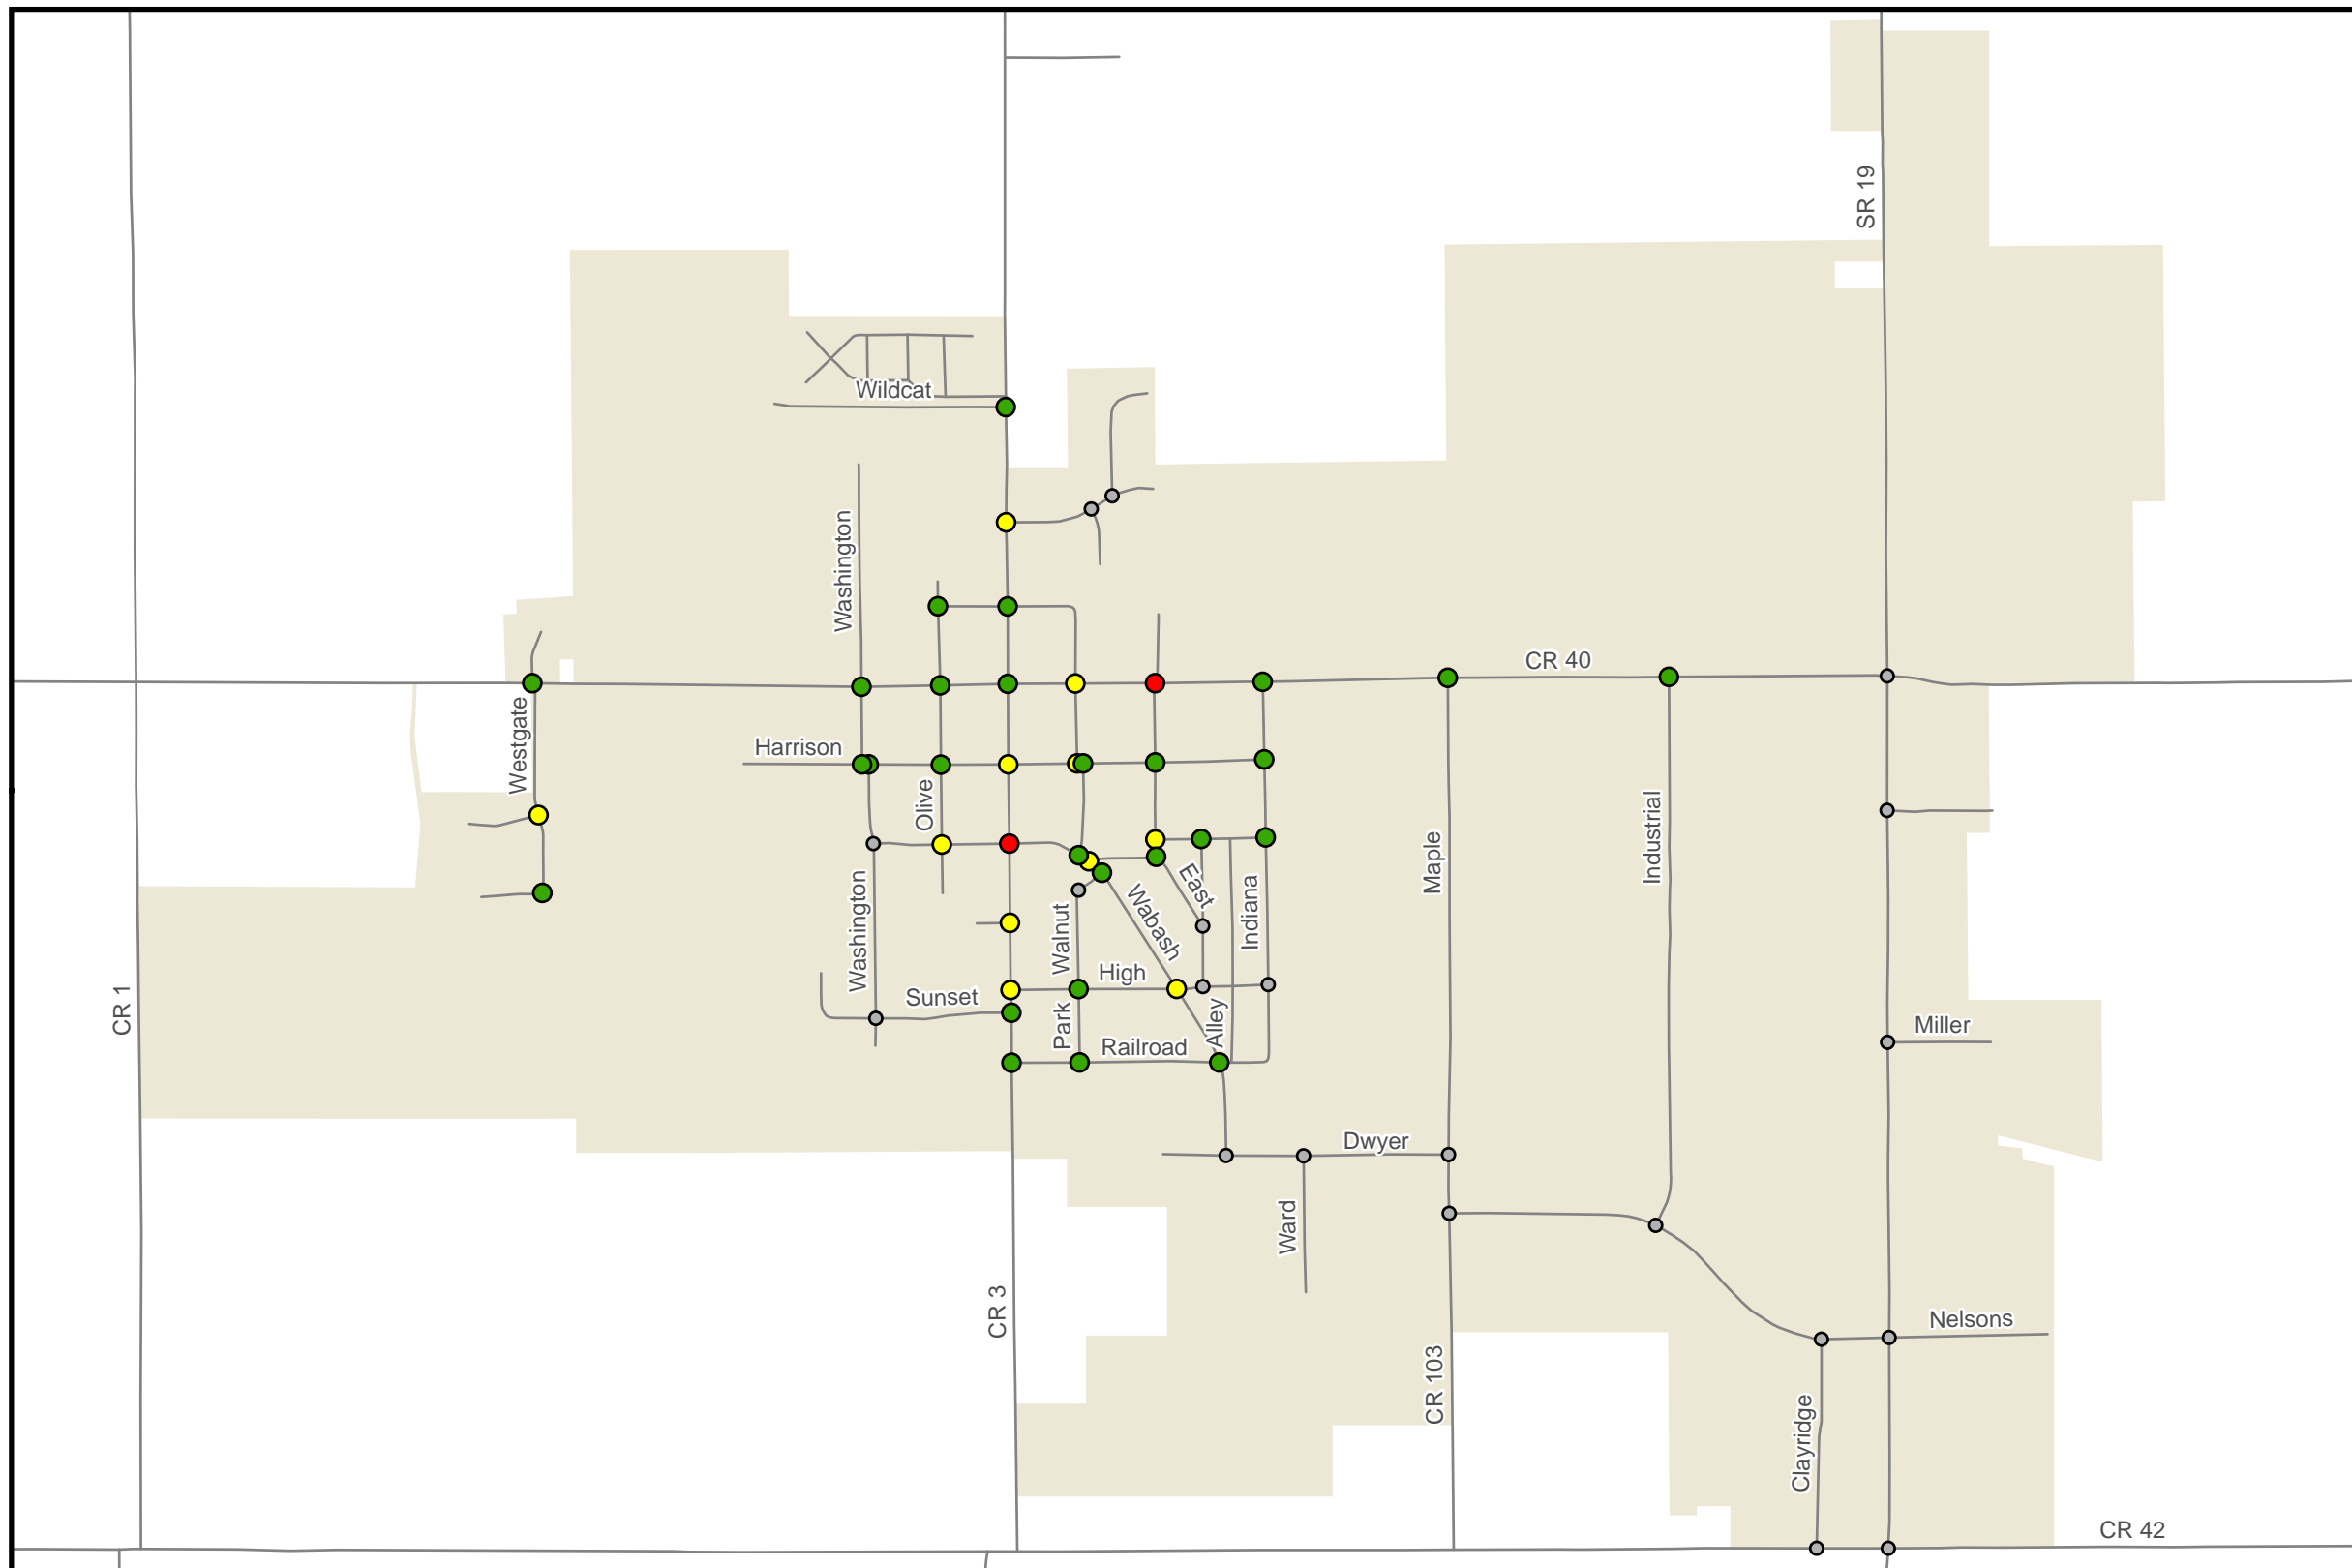 SR 19
Wildcat
Washington
CR 40
Westgate
Harrison
Olive
Maple
Industrial
East
Wabash
Indiana
Walnut
Washington
High
Sunset
CR 1
Park
Alley
Miller
Railroad
Dwyer
Ward
CR 3
Nelsons
CR 103
Clayridge
CR 42